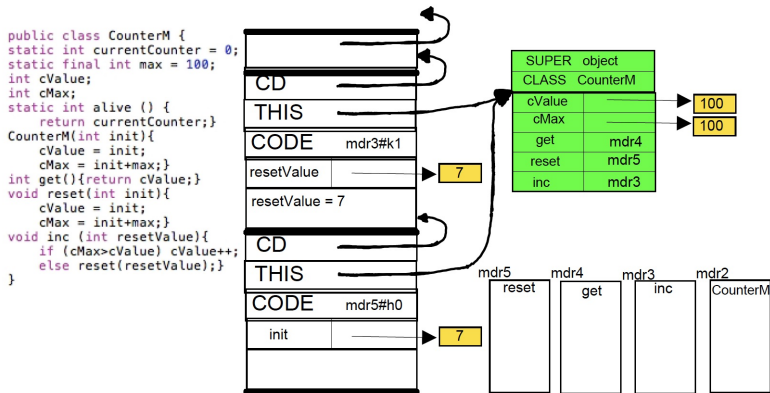 public class CounterM {
static int currentCounter = 0;
static final int max = 100;
int cValue;
int cMax;
static int alive () {
return currentCounter;}
CounterM(int init){
cValue = init;
cMax = init+max;}
int get(){return cValue;}
void reset(int init){
cValue = init;
cMax = init+max;}
void inc (int resetValue){
if (cMax>cValue) cValue++;
else reset(resetValue);}
}
CD
THIS
CODE mdr3#k1
resetValue 7
resetValue = 7
CD
THIS
CODE mdr5#h0
init 7
SUPER object
CLASS CounterM
cValue 100
cMax 100
get mdr4
reset mdr5
inc mdr3
mdr5 mdr4 mdr3 mdr2
reset get inc CounterM